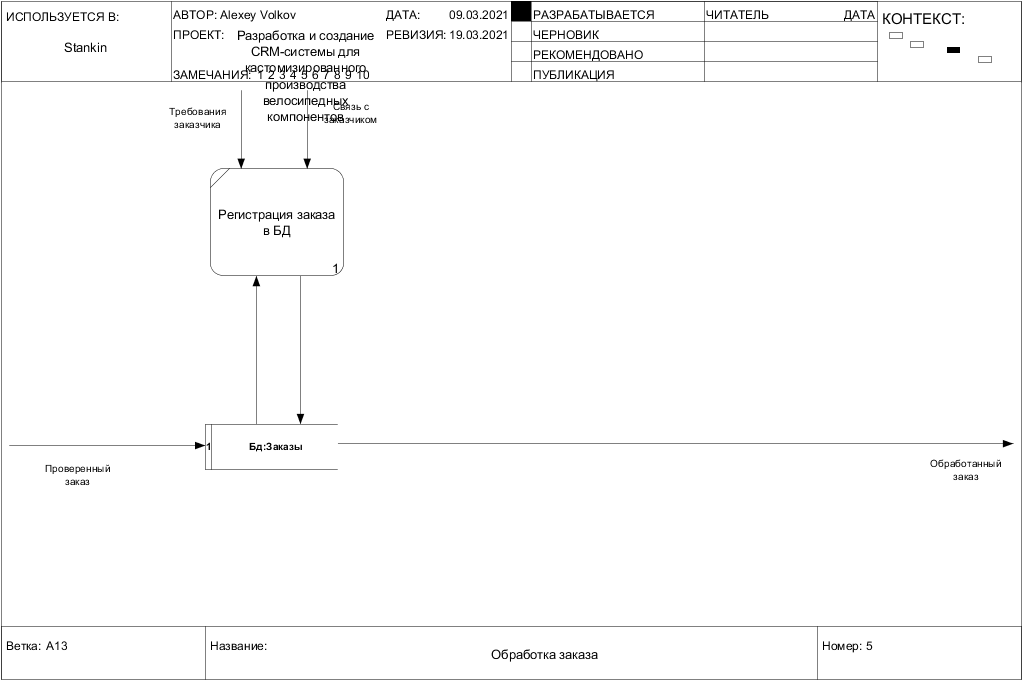 ИСПОЛЬЗУЕТСЯ В:
Stankin
АВТОР: Alexey Volkov
ДАТА: 09.03.2021
ПРОЕКТ: Разработка и создание
CRM-системы для
кастомизированного
производства
велосипедных
компонентов
РЕВИЗИЯ: 19.03.2021
ЗАМЕЧАНИЯ: 1 2 3 4 5 6 7 8 9 10
РАЗРАБАТЫВАЕТСЯ
ЧЕРНОВИК
РЕКОМЕНДОВАНО
ПУБЛИКАЦИЯ
ЧИТАТЕЛЬ ДАТА
КОНТЕКСТ:
Требования
заказчика
Связь с
заказчиком
Регистрация заказа
в БД
1
1 Бд:Заказы
Проверенный
заказ
Обработанный
заказ
Ветка: A13
Название:
Обработка заказа
Номер: 5